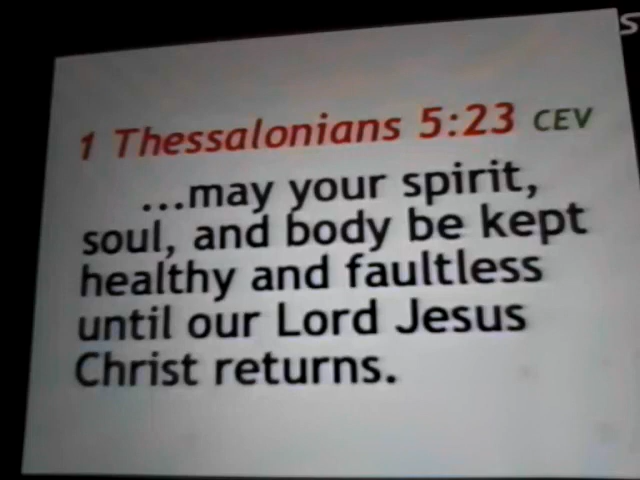 1 Thessalonians 5:23 CEV
...may your spirit,
soul, and body be kept
healthy and faultless
until our Lord Jesus
Christ returns.